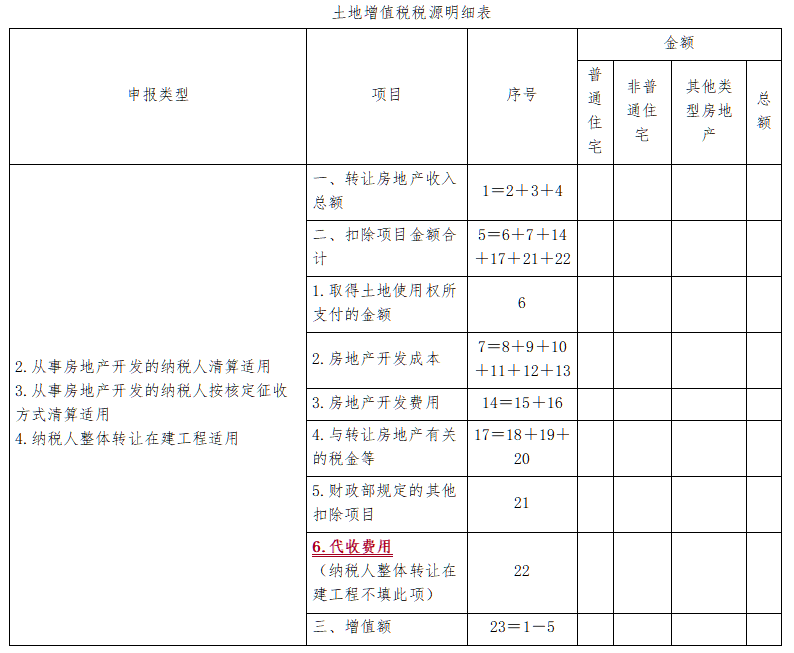 土地增值税税源明细表
申报类型
项目
序号
金额
普
通
住
宅
非普
通住
宅
其他类
型房地
产
总
额
2.从事房地产开发的纳税人清算适用
3.从事房地产开发的纳税人按核定征收
方式清算适用
4.纳税人整体转让在建工程适用
一、转让房地产收入
总额
1＝2＋3＋4
二、扣除项目金额合
计
5＝6＋7＋14
＋17＋21＋22
1.取得土地使用权所
支付的金额
6
2.房地产开发成本
7＝8＋9＋10
＋11＋12＋13
3.房地产开发费用
14＝15＋16
4.与转让房地产有关
的税金等
17＝18＋19＋
20
5.财政部规定的其他
扣除项目
21
6.代收费用
（纳税人整体转让在
建工程不填此项）
22
三、增值额
23＝1－5